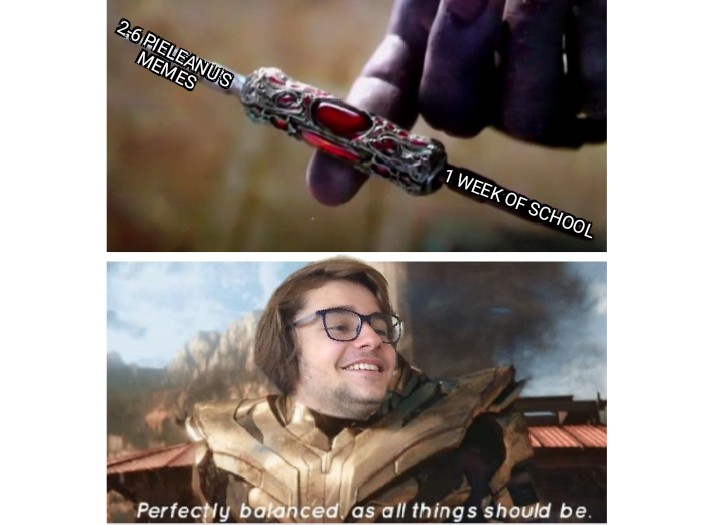 2-6 PIELEANU'S
MEMES
1 WEEK OF SCHOOL
Perfectly balanced, as all things should be.